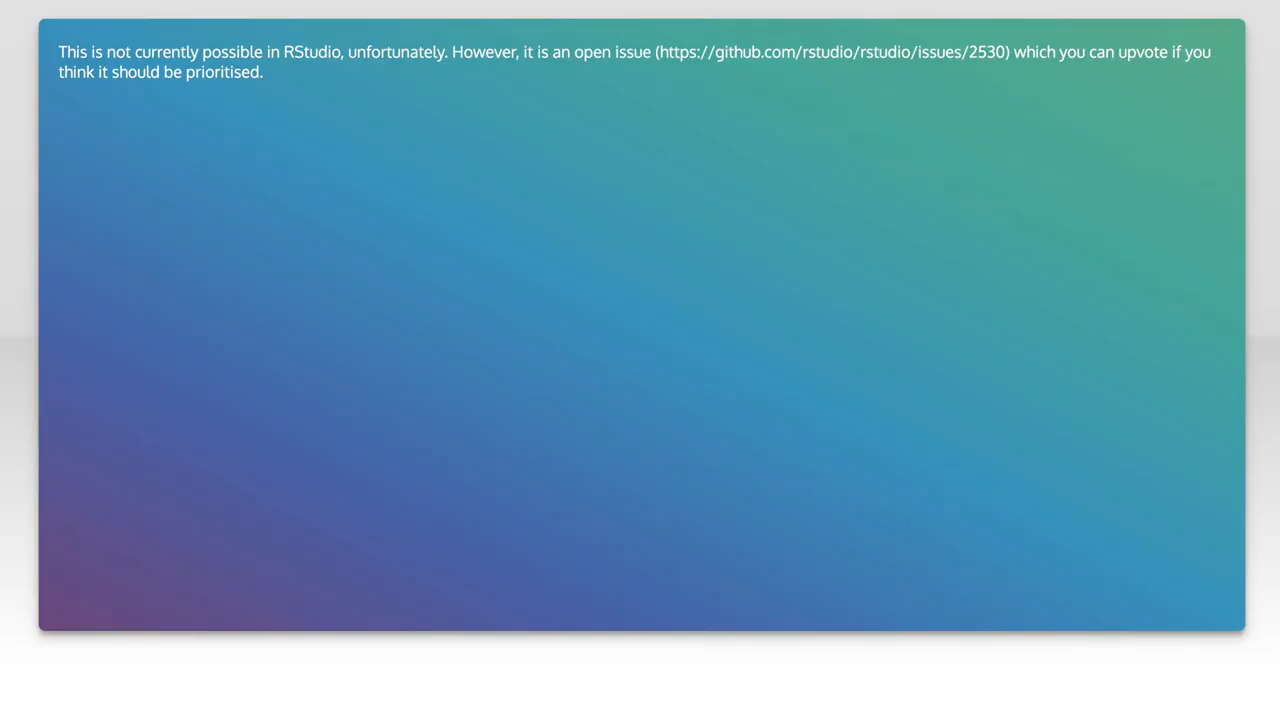 This is not currently possible in RStudio, unfortunately. However, it is an open issue (https://github.com/rstudio/rstudio/issues/2530) which you can upvote if you
think it should be prioritised.